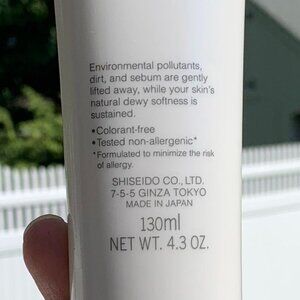 Environmental pollutants,
dirt, and sebum are gently
lifted away, while your skin's
natural dewy softness is
sustained.
•Colorant-free
•Tested non-allergenic*
*Formulated to minimize the risk
of allergy.
SHISEIDO CO., LTD.
7-5-5 GINZA TOKYO
MADE IN JAPAN
130ml
NET WT. 4.3 OZ.